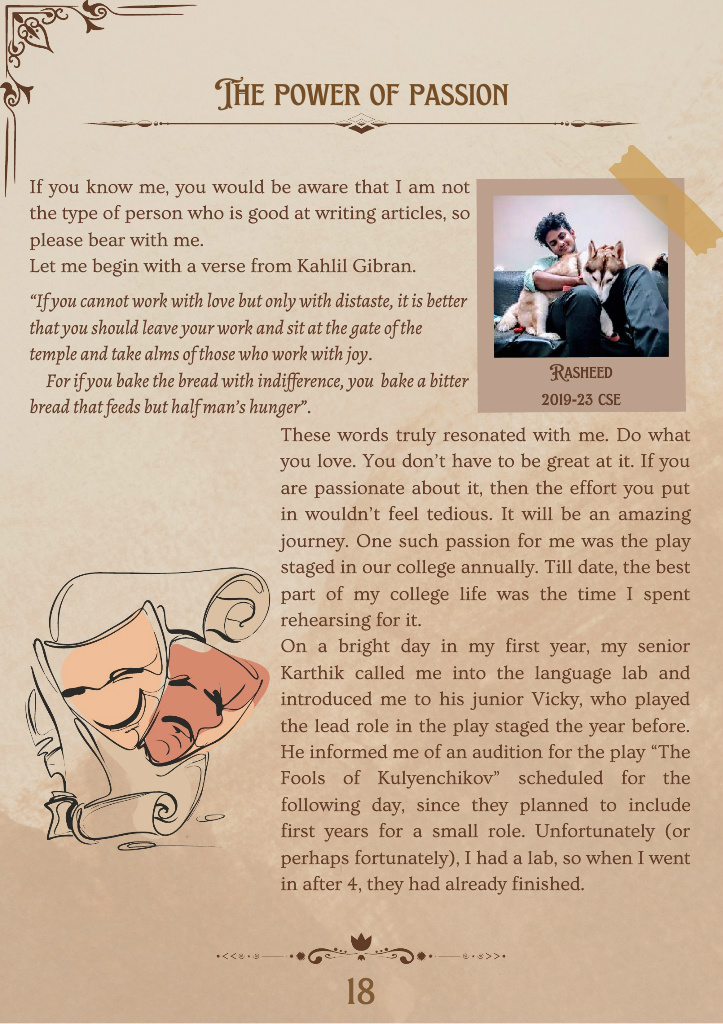 The power of passion
If you know me, you would be aware that I am not
the type of person who is good at writing articles, so
please bear with me.
Let me begin with a verse from Kahlil Gibran.
“If you cannot work with love but only with distaste, it is better
that you should leave your work and sit at the gate of the
temple and take alms of those who work with joy.
For if you bake the bread with indifference, you bake a bitter
bread that feeds but half man’s hunger”.
Rasheed
2019-23 CSE
These words truly resonated with me. Do what
you love. You don’t have to be great at it. If you
are passionate about it, then the effort you put
in wouldn’t feel tedious. It will be an amazing
journey. One such passion for me was the play
staged in our college annually. Till date, the best
part of my college life was the time I spent
rehearsing for it.
On a bright day in my first year, my senior
Karthik called me into the language lab and
introduced me to his junior Vicky, who played
the lead role in the play staged the year before.
He informed me of an audition for the play “The
Fools of Kulyenchikov” scheduled for the
following day, since they planned to include
first years for a small role. Unfortunately (or
perhaps fortunately), I had a lab, so when I went
in after 4, they had already finished.
18